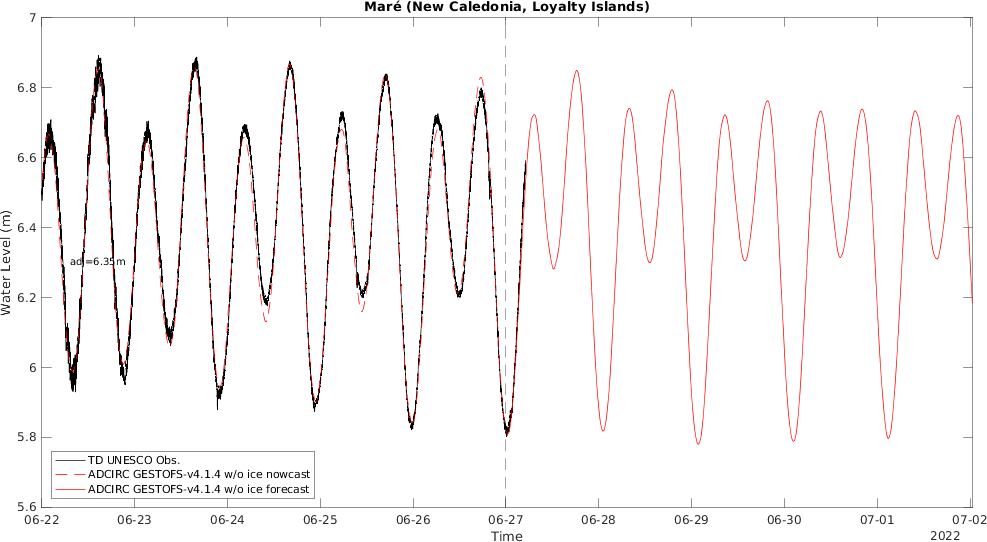 Maré (New Caledonia, Loyalty Islands)
7
6.8
6.6
6.4
6.2
6
5.8
5.6
Water Level (m)
adj=6.35m
TD UNESCO Obs.
ADCIRC GESTOFS-v4.1.4 w/o ice nowcast
ADCIRC GESTOFS-v4.1.4 w/o ice forecast
06-22 06-23 06-24 06-25 06-26 06-27 06-28 06-29 06-30 07-01 07-02
Time
2022